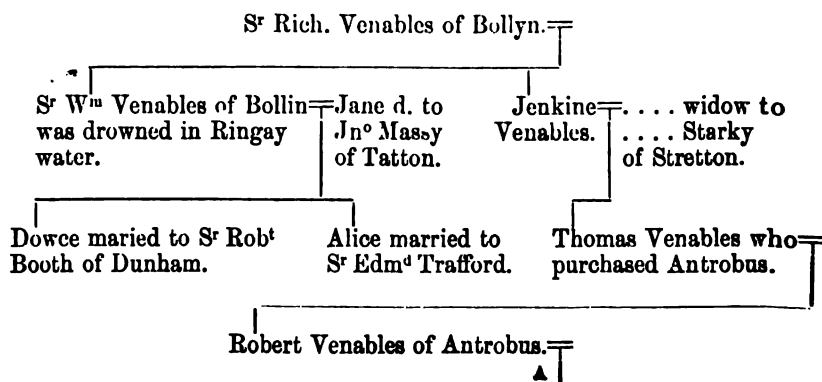 Sʳ Rich. Venables of Bollyn.
Sʳ Wᵐ Venables of Bollin
was drowned in Ringay
water.
Jane d. to
Jnᵒ Massy
of Tatton.
Jenkine
Venables.
. . . . widow to
. . . . Starky
of Stretton.
Dowce maried to Sʳ Robᵗ
Booth of Dunham.
Alice married to
Sʳ Edmᵈ Trafford.
Thomas Venables who
purchased Antrobus.
Robert Venables of Antrobus.
A